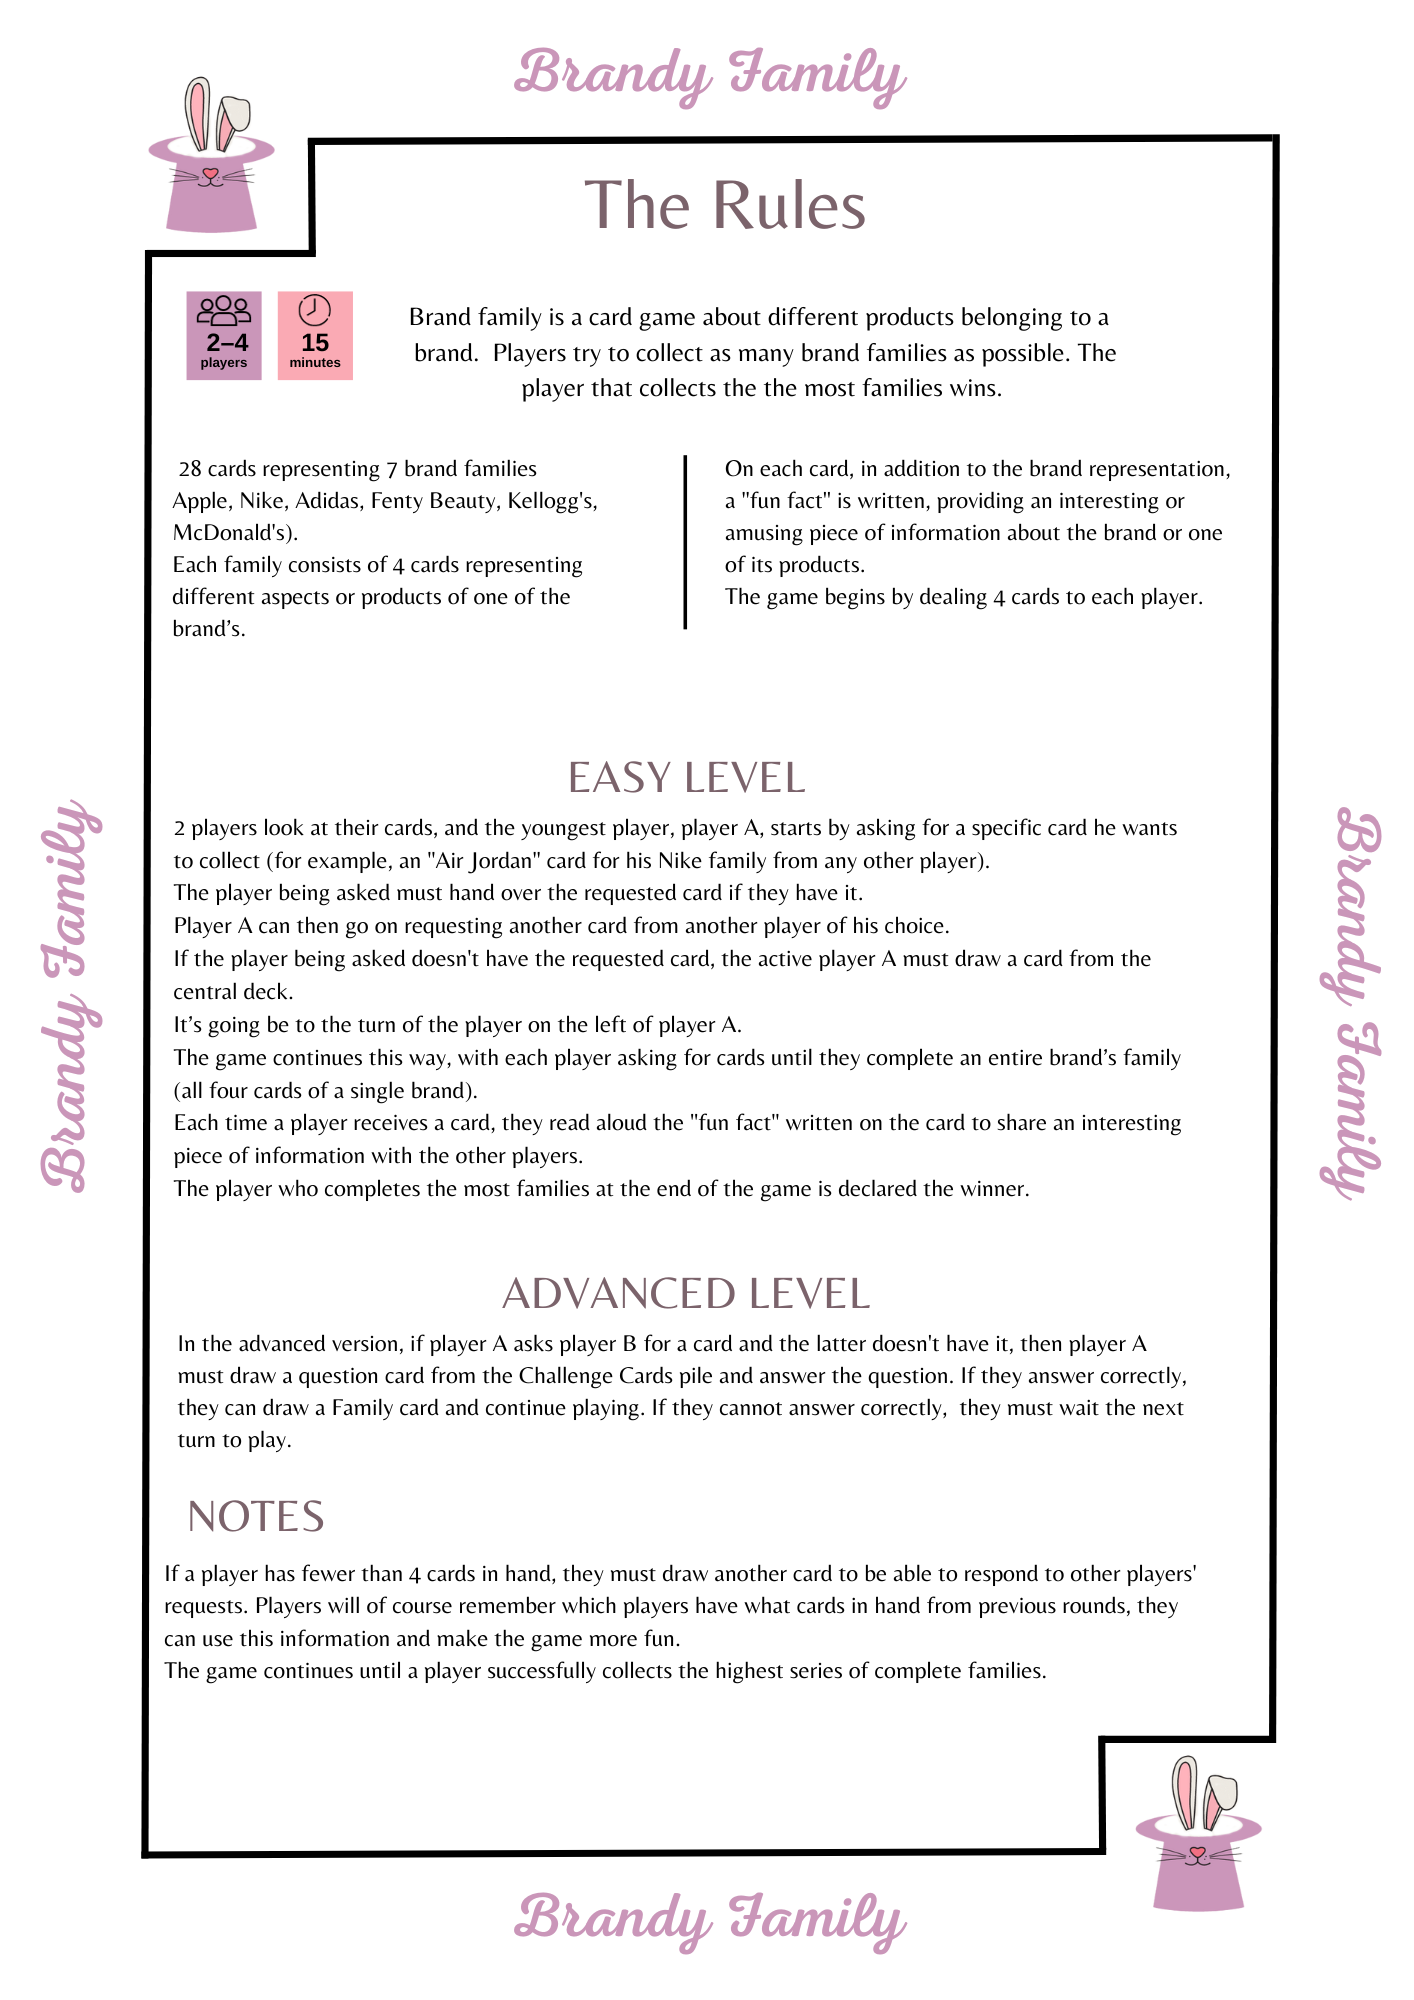 Brandy Family
The Rules
2–4
players
15
minutes
Brand family is a card game about different products belonging to a
brand.  Players try to collect as many brand families as possible. The
player that collects the the most families wins.
28 cards representing 7 brand families
Apple, Nike, Adidas, Fenty Beauty, Kellogg's,
McDonald's).
Each family consists of 4 cards representing
different aspects or products of one of the
brand’s.
On each card, in addition to the brand representation,
a "fun fact" is written, providing an interesting or
amusing piece of information about the brand or one
of its products.
The game begins by dealing 4 cards to each player.
EASY LEVEL
2 players look at their cards, and the youngest player, player A, starts by asking for a specific card he wants
to collect (for example, an "Air Jordan" card for his Nike family from any other player).
The player being asked must hand over the requested card if they have it.
Player A can then go on requesting another card from another player of his choice.
If the player being asked doesn't have the requested card, the active player A must draw a card from the
central deck.
It’s going be to the turn of the player on the left of player A.
The game continues this way, with each player asking for cards until they complete an entire brand’s family
(all four cards of a single brand).
Each time a player receives a card, they read aloud the "fun fact" written on the card to share an interesting
piece of information with the other players.
The player who completes the most families at the end of the game is declared the winner.
ADVANCED LEVEL
In the advanced version, if player A asks player B for a card and the latter doesn't have it, then player A
must draw a question card from the Challenge Cards pile and answer the question. If they answer correctly,
they can draw a Family card and continue playing. If they cannot answer correctly,  they must wait the next
turn to play.
NOTES
If a player has fewer than 4 cards in hand, they must draw another card to be able to respond to other players'
requests. Players will of course remember which players have what cards in hand from previous rounds, they
can use this information and make the game more fun.
The game continues until a player successfully collects the highest series of complete families.
Brandy Family
Brandy Family
Brandy Family